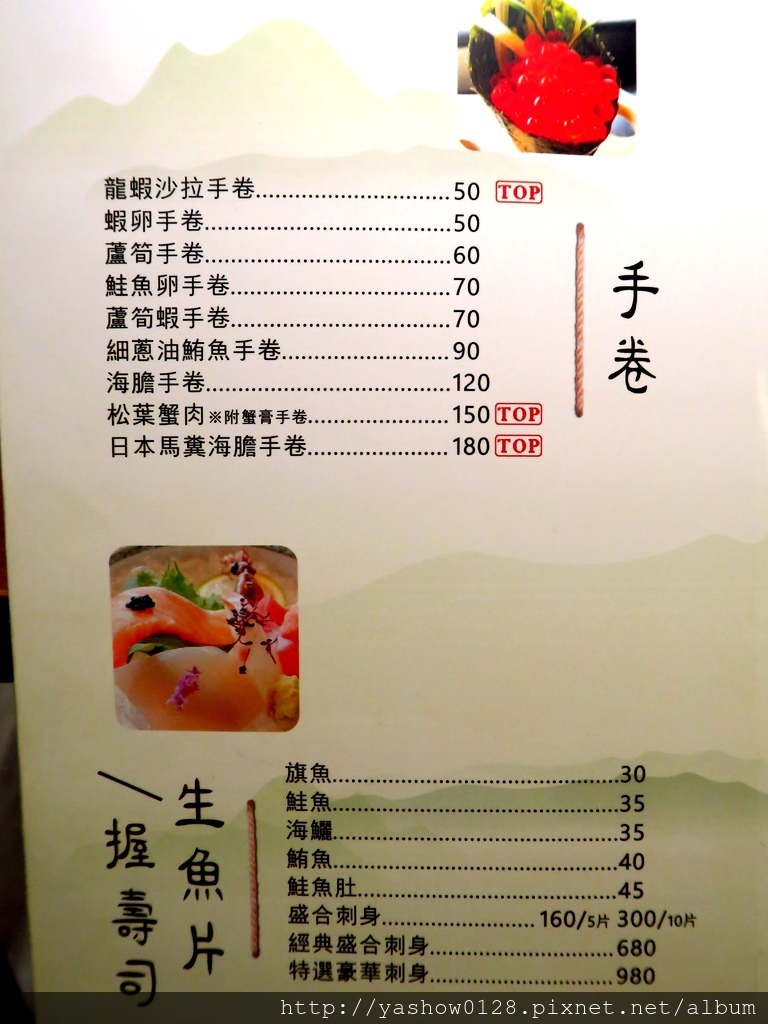 龍蝦沙拉手卷..............................50 TOP
蝦卵手卷......................................50
蘆筍手卷......................................60
鮭魚卵手卷..................................70
蘆筍蝦手卷..................................70
細蔥油鮪魚手卷..........................90
海膽手卷......................................120
松葉蟹肉※附蟹膏手卷......................150 TOP
日本馬糞海膽手卷......................180 TOP
手卷
生魚片
/握壽司
旗魚.............................................30
鮭魚.............................................35
海鱺.............................................35
鮪魚.............................................40
鮭魚肚.........................................45
盛合刺身........................160/5片 300/10片
經典盛合刺身.............................680
特選豪華刺身.............................980
http://yashow0128.pixnet.net/album